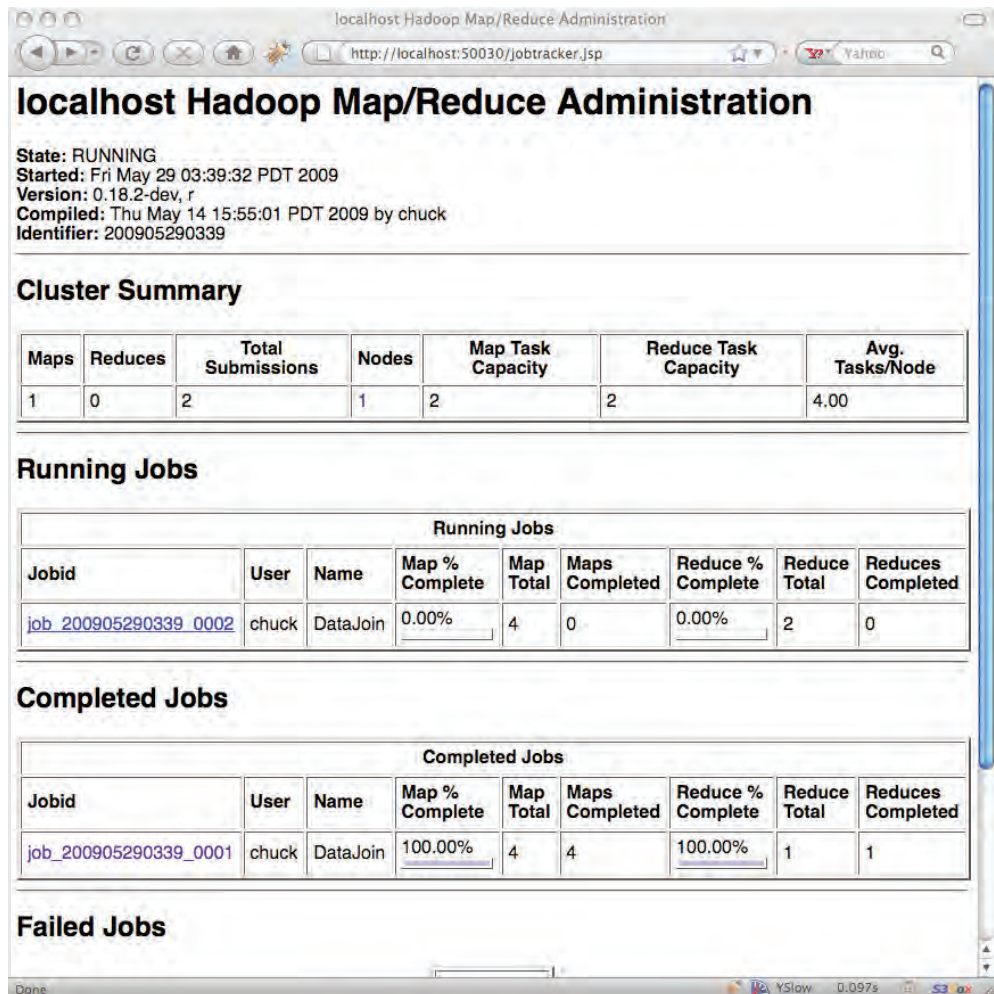 localhost Hadoop Map/Reduce Administration
http://localhost:50030/jobtracker.jsp
Yahoo
localhost Hadoop Map/Reduce Administration
State: RUNNING
Started: Fri May 29 03:39:32 PDT 2009
Version: 0.18.2-dev, r
Compiled: Thu May 14 15:55:01 PDT 2009 by chuck
Identifier: 200905290339
Cluster Summary
Maps Reduces Total Submissions Nodes Map Task Capacity Reduce Task Capacity Avg. Tasks/Node
1 0 2 1 2 2 4.00
Running Jobs
Running Jobs
Jobid User Name Map % Complete Map Total Maps Completed Reduce % Complete Reduce Total Reduces Completed
job_200905290339_0002 chuck DataJoin 0.00% 4 0 0.00% 2 0
Completed Jobs
Completed Jobs
Jobid User Name Map % Complete Map Total Maps Completed Reduce % Complete Reduce Total Reduces Completed
job_200905290339_0001 chuck DataJoin 100.00% 4 4 100.00% 1 1
Failed Jobs
Done YSlow 0.097s